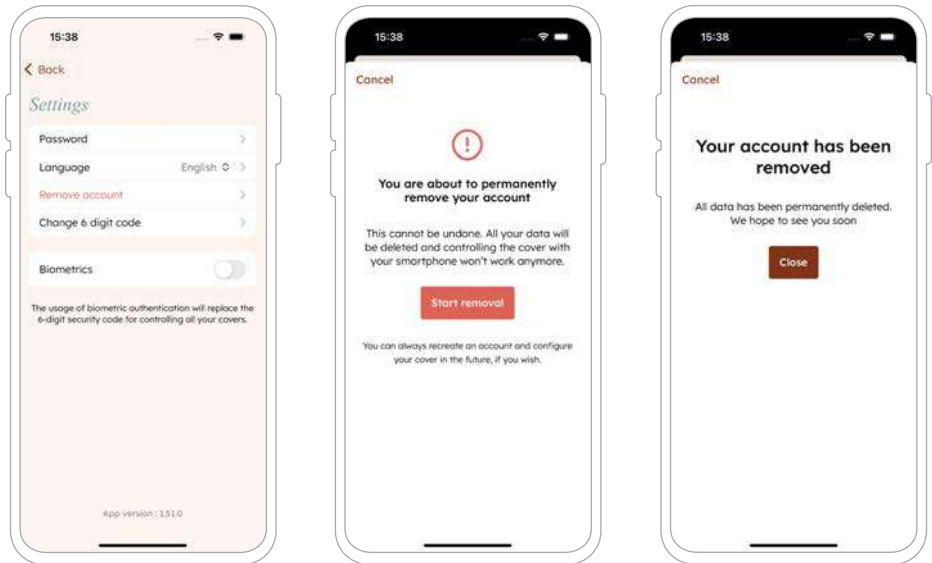 15:38
Back
Settings
Password
Language English
Remove account
Change 6 digit code
Biometrics
The usage of biometric authentication will replace the
6-digit security code for controlling all your covers.
App version : 1.51.0
15:38
Cancel
You are about to permanently
remove your account
This cannot be undone. All your data will
be deleted and controlling the cover with
your smartphone won't work anymore.
Start removal
You can always recreate an account and configure
your cover in the future, if you wish.
15:38
Cancel
Your account has been
removed
All data has been permanently deleted.
We hope to see you soon
Close